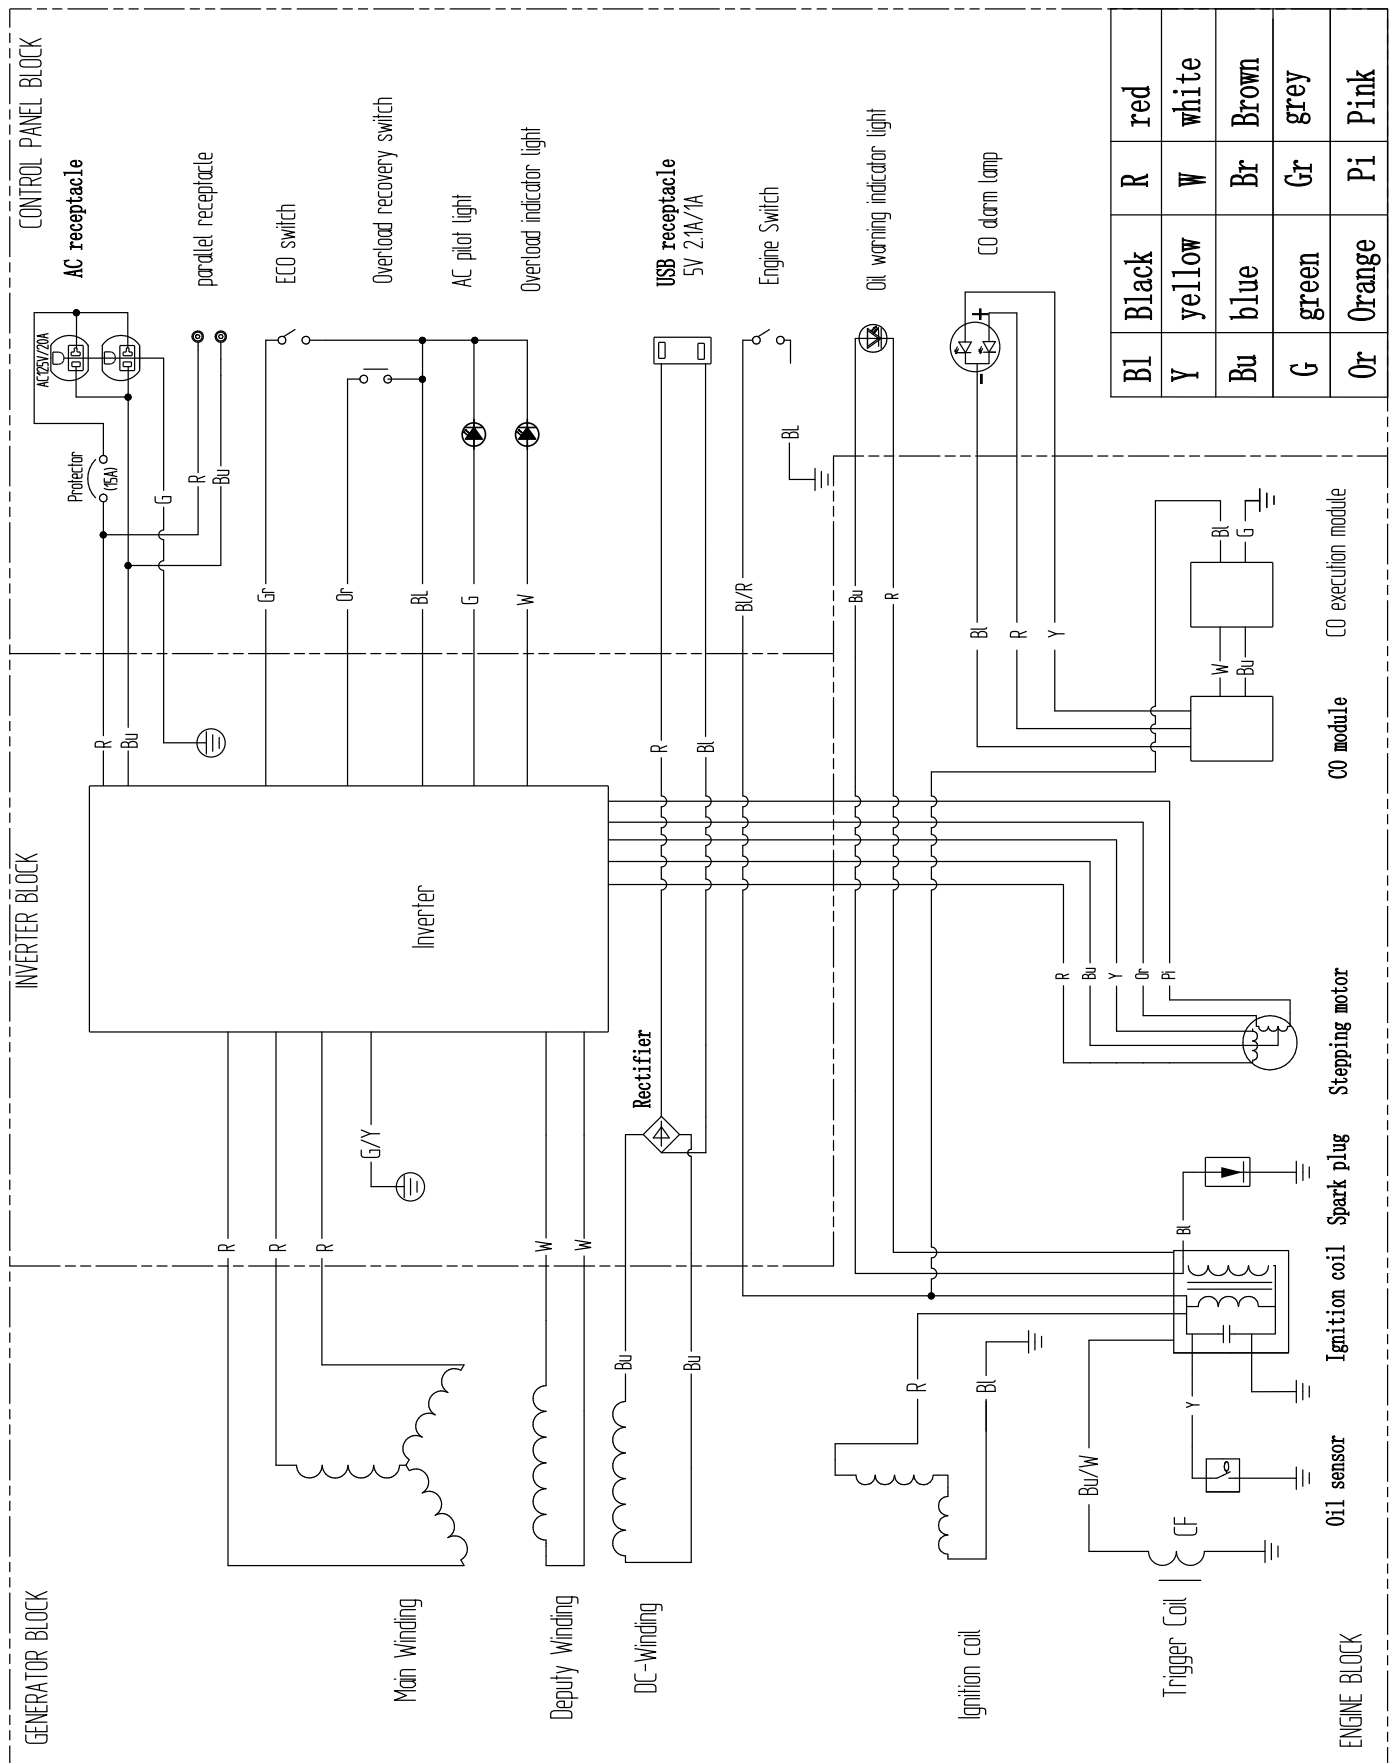 GENERATOR BLOCK
INVERTER BLOCK
CONTROL PANEL BLOCK
ENGINE BLOCK
AC receptacle
AC125V/20A
Protector
(15A)
parallel receptacle
ECO switch
Overload recovery switch
AC pilot light
Overload indicator light
USB receptacle
5V 2.1A/1A
Engine Switch
Oil warning indicator light
CO alarm lamp
+
-
G
R
Bu
R
Bu
Gr
Or
BL
G
W
R
Bl
Bl/R
BL
Bu
R
Bl
R
Y
Bl
G
W
Bu
CO execution module
CO module
Inverter
Rectifier
R
R
R
G/Y
W
W
Bu
Bu
R
Bl
Bu/W
Y
Bl
R
Bu
Y
Or
Pi
Main Winding
Deputy Winding
DC-Winding
Ignition coil
Trigger Coil
CF
Oil sensor
Ignition coil
Spark plug
Stepping motor
Bl Black R red
Y yellow W white
Bu blue Br Brown
G green Gr grey
Or Orange Pi Pink